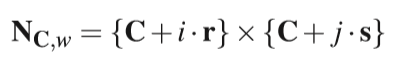 N_{C,w} = {C + i · r} × {C + j · s}